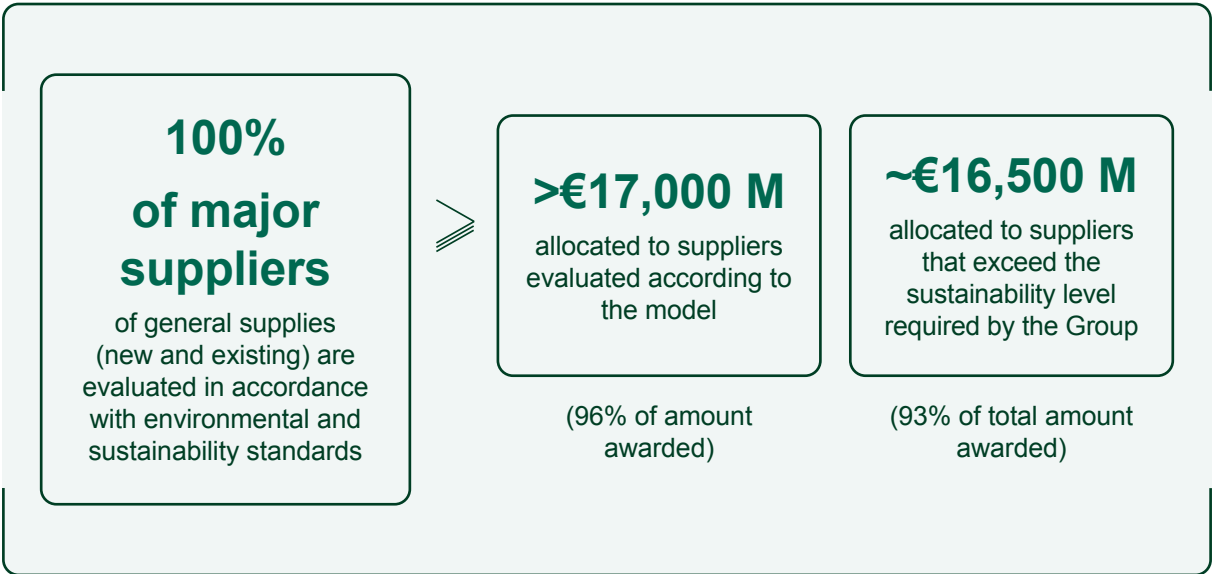 100%
of major
suppliers
of general supplies
(new and existing) are
evaluated in accordance
with environmental and
sustainability standards
>€17,000 M
allocated to suppliers
evaluated according to
the model
(96% of amount
awarded)
~€16,500 M
allocated to suppliers
that exceed the
sustainability level
required by the Group
(93% of total amount
awarded)